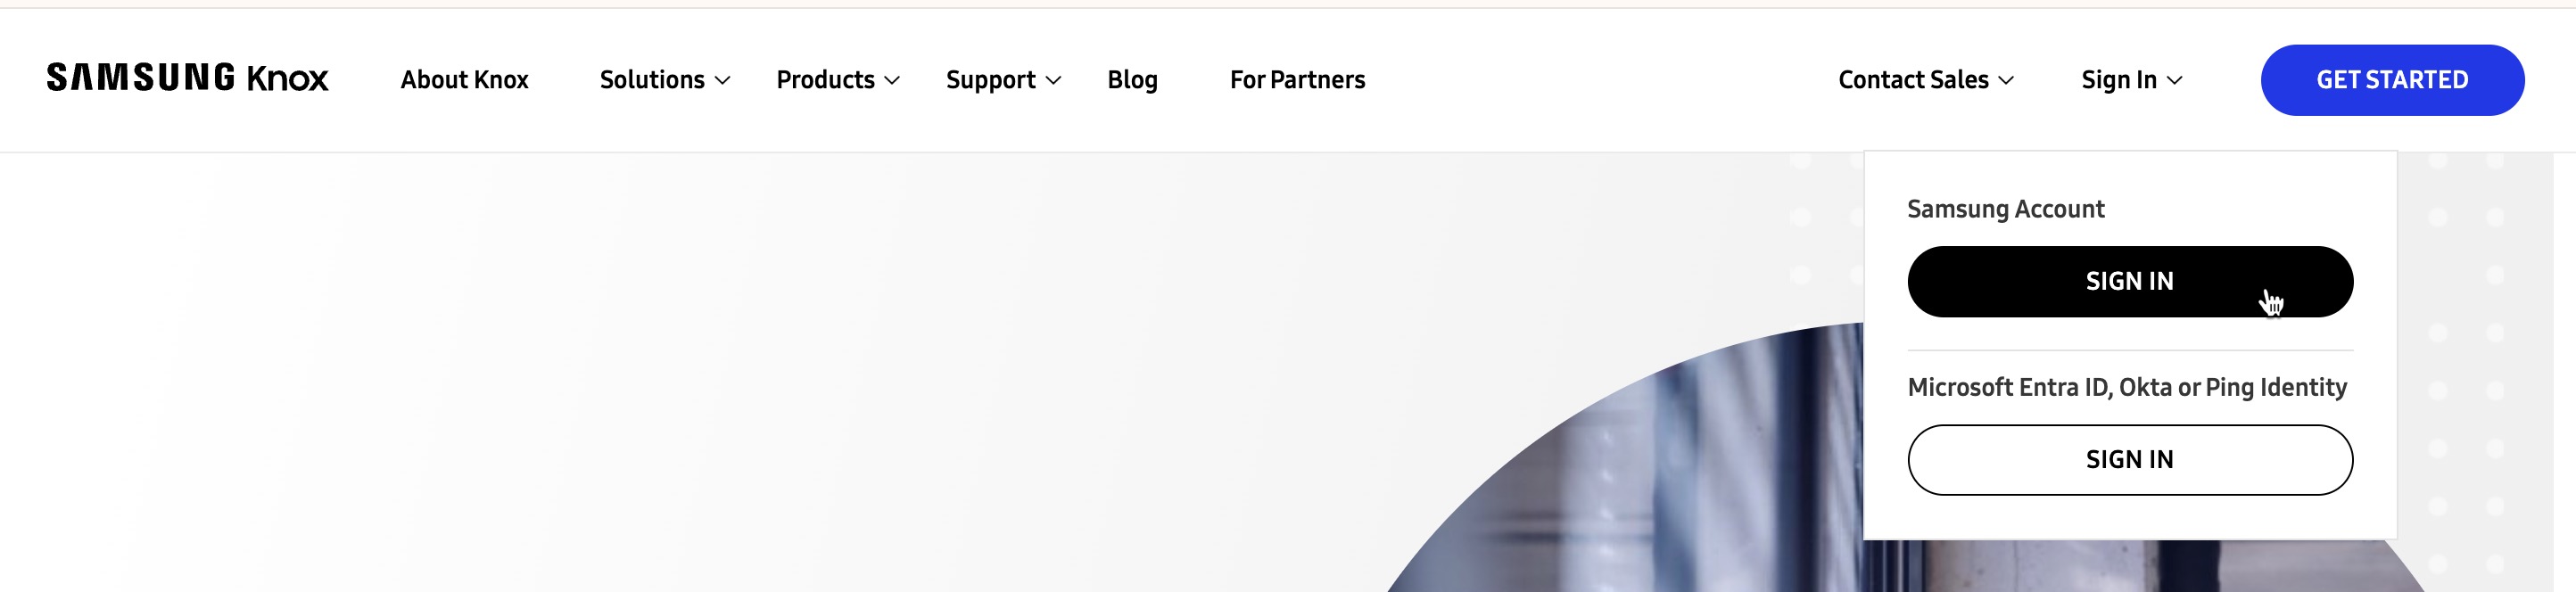 SAMSUNG Knox About Knox Solutions Products Support Blog For Partners Contact Sales Sign In GET STARTED
Samsung Account
SIGN IN
Microsoft Entra ID, Okta or Ping Identity
SIGN IN